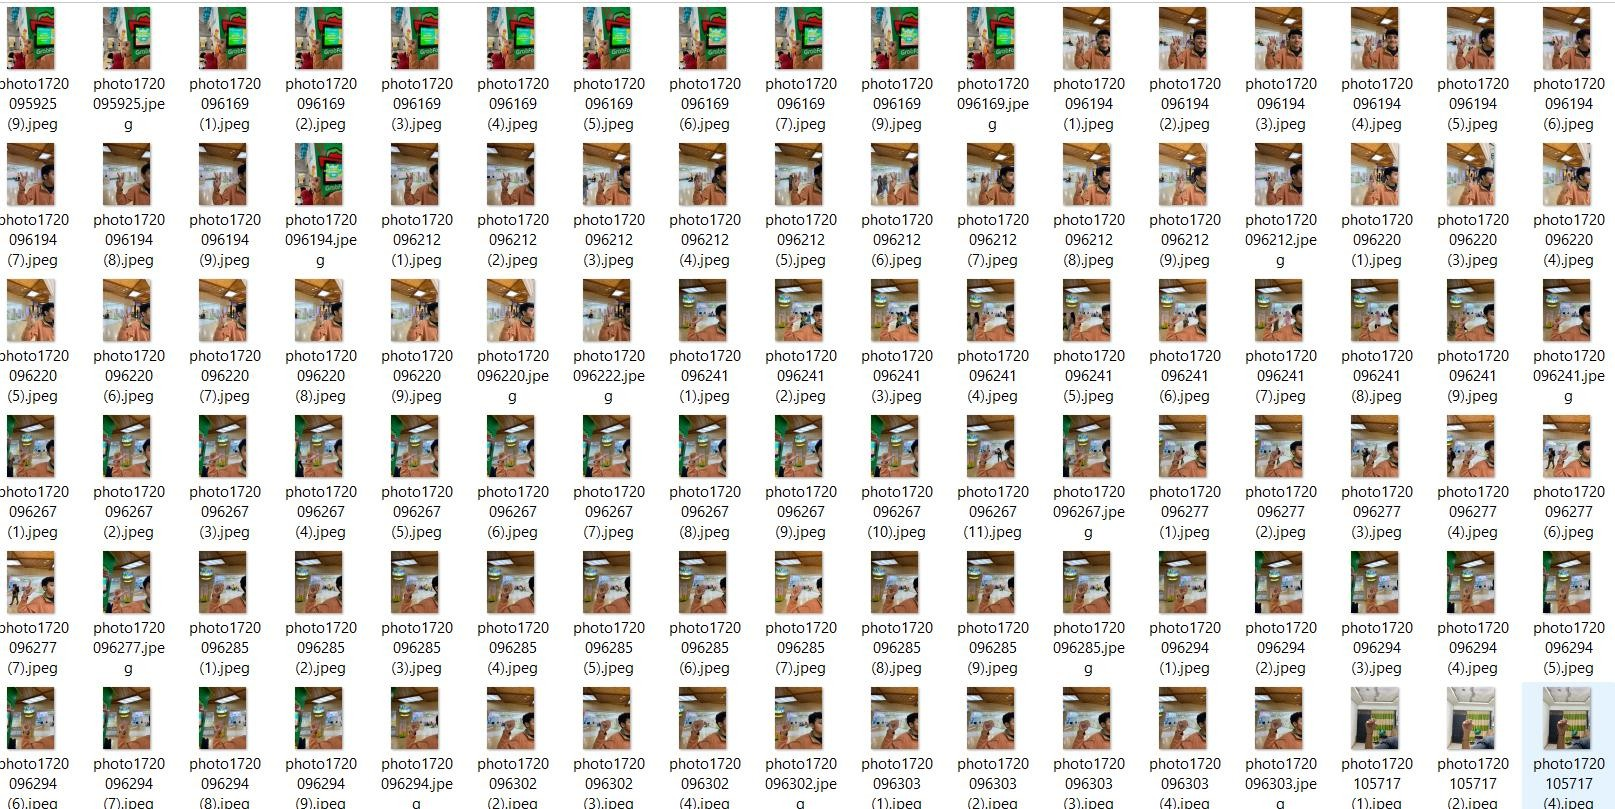 photo1720
095925
(9).jpeg
photo1720
095925.jpe
g
photo1720
096169
(1).jpeg
photo1720
096169
(2).jpeg
photo1720
096169
(3).jpeg
photo1720
096169
(4).jpeg
photo1720
096169
(5).jpeg
photo1720
096169
(6).jpeg
photo1720
096169
(7).jpeg
photo1720
096169
(9).jpeg
photo1720
096169.jpe
g
photo1720
096194
(1).jpeg
photo1720
096194
(2).jpeg
photo1720
096194
(3).jpeg
photo1720
096194
(4).jpeg
photo1720
096194
(5).jpeg
photo1720
096194
(6).jpeg
photo1720
096194
(7).jpeg
photo1720
096194
(8).jpeg
photo1720
096194
(9).jpeg
photo1720
096194.jpe
g
photo1720
096212
(1).jpeg
photo1720
096212
(2).jpeg
photo1720
096212
(3).jpeg
photo1720
096212
(4).jpeg
photo1720
096212
(5).jpeg
photo1720
096212
(6).jpeg
photo1720
096212
(7).jpeg
photo1720
096212
(8).jpeg
photo1720
096212
(9).jpeg
photo1720
096212.jpe
g
photo1720
096220
(1).jpeg
photo1720
096220
(3).jpeg
photo1720
096220
(4).jpeg
photo1720
096220
(5).jpeg
photo1720
096220
(6).jpeg
photo1720
096220
(7).jpeg
photo1720
096220
(8).jpeg
photo1720
096220
(9).jpeg
photo1720
096220.jpe
g
photo1720
096222.jpe
g
photo1720
096241
(1).jpeg
photo1720
096241
(2).jpeg
photo1720
096241
(3).jpeg
photo1720
096241
(4).jpeg
photo1720
096241
(5).jpeg
photo1720
096241
(6).jpeg
photo1720
096241
(7).jpeg
photo1720
096241
(8).jpeg
photo1720
096241
(9).jpeg
photo1720
096241.jpe
g
photo1720
096267
(1).jpeg
photo1720
096267
(2).jpeg
photo1720
096267
(3).jpeg
photo1720
096267
(4).jpeg
photo1720
096267
(5).jpeg
photo1720
096267
(6).jpeg
photo1720
096267
(7).jpeg
photo1720
096267
(8).jpeg
photo1720
096267
(9).jpeg
photo1720
096267
(10).jpeg
photo1720
096267
(11).jpeg
photo1720
096267.jpe
g
photo1720
096277
(1).jpeg
photo1720
096277
(2).jpeg
photo1720
096277
(3).jpeg
photo1720
096277
(4).jpeg
photo1720
096277
(6).jpeg
photo1720
096277
(7).jpeg
photo1720
096277.jpe
g
photo1720
096285
(1).jpeg
photo1720
096285
(2).jpeg
photo1720
096285
(3).jpeg
photo1720
096285
(4).jpeg
photo1720
096285
(5).jpeg
photo1720
096285
(6).jpeg
photo1720
096285
(7).jpeg
photo1720
096285
(8).jpeg
photo1720
096285
(9).jpeg
photo1720
096285.jpe
g
photo1720
096294
(1).jpeg
photo1720
096294
(2).jpeg
photo1720
096294
(3).jpeg
photo1720
096294
(4).jpeg
photo1720
096294
(5).jpeg
photo1720
096294
(6).jpeg
photo1720
096294
(7).jpeg
photo1720
096294
(8).jpeg
photo1720
096294
(9).jpeg
photo1720
096294.jpe
g
photo1720
096302
(2).jpeg
photo1720
096302
(3).jpeg
photo1720
096302
(4).jpeg
photo1720
096302.jpe
g
photo1720
096303
(1).jpeg
photo1720
096303
(2).jpeg
photo1720
096303
(3).jpeg
photo1720
096303
(4).jpeg
photo1720
096303.jpe
g
photo1720
105717
(1).jpeg
photo1720
105717
(2).jpeg
photo1720
105717
(4).jpeg